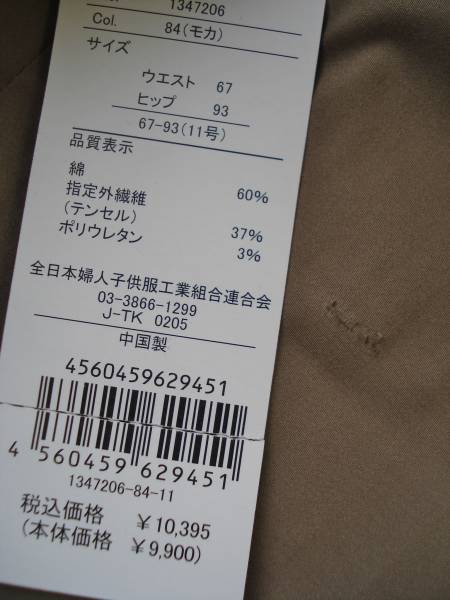 1347206
Col. 84(モカ)
サイズ
ウエスト 67
ヒップ 93
67-93(11号)
品質表示
綿 60%
指定外繊維
(テンセル) 37%
ポリウレタン 3%
全日本婦人子供服工業組合連合会
03-3866-1299
J-TK 0205
中国製
4560459629451
4 560459 629451
1347206-84-11
税込価格 ¥10,395
(本体価格 ¥9,900)